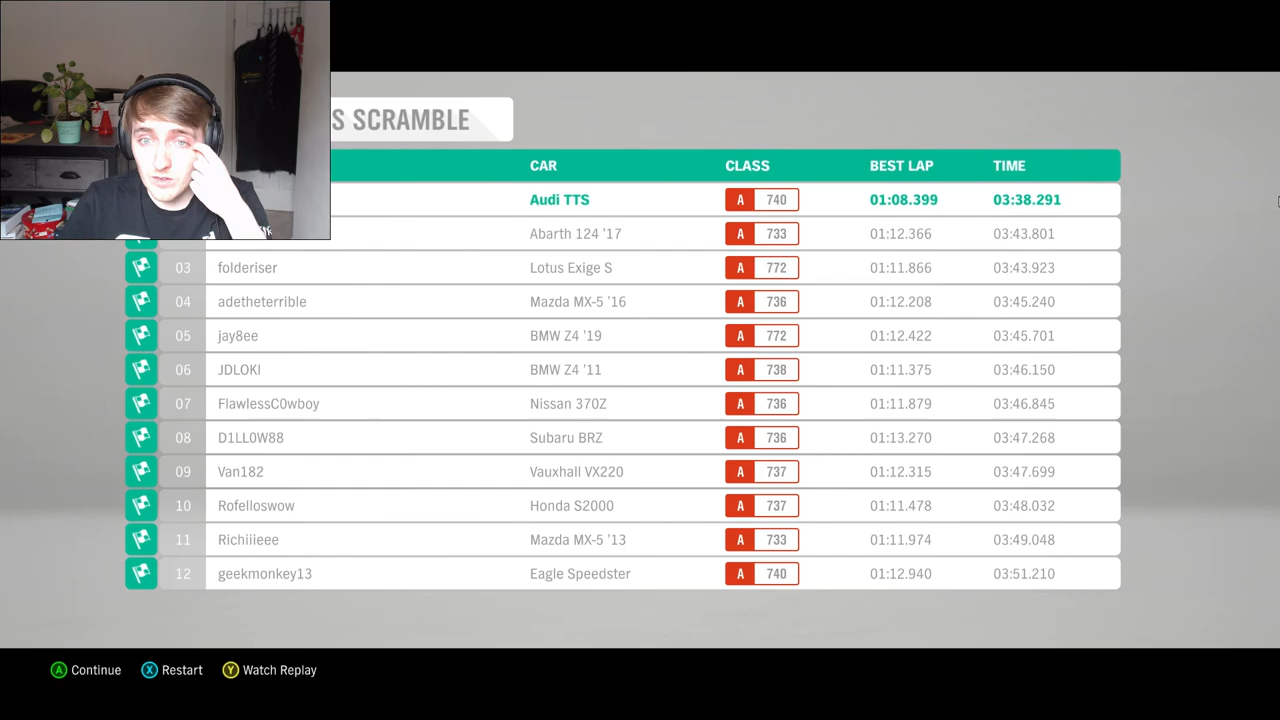 S SCRAMBLE
CAR CLASS BEST LAP TIME
Audi TTS A 740 01:08.399 03:38.291
Abarth 124 '17 A 733 01:12.366 03:43.801
03 folderiser Lotus Exige S A 772 01:11.866 03:43.923
04 adetheterrible Mazda MX-5 '16 A 736 01:12.208 03:45.240
05 jay8ee BMW Z4 '19 A 772 01:12.422 03:45.701
06 JDLOKI BMW Z4 '11 A 738 01:11.375 03:46.150
07 FlawlessC0wboy Nissan 370Z A 736 01:11.879 03:46.845
08 D1LL0W88 Subaru BRZ A 736 01:13.270 03:47.268
09 Van182 Vauxhall VX220 A 737 01:12.315 03:47.699
10 Rofelloswow Honda S2000 A 737 01:11.478 03:48.032
11 Richiiieee Mazda MX-5 '13 A 733 01:11.974 03:49.048
12 geekmonkey13 Eagle Speedster A 740 01:12.940 03:51.210
A Continue X Restart Y Watch Replay